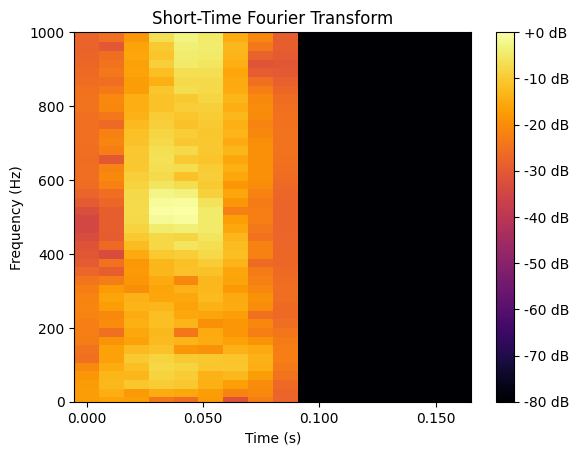 Short-Time Fourier Transform
1000
800
600
400
200
0
Frequency (Hz)
0.000
0.050
0.100
0.150
Time (s)
+0 dB
-10 dB
-20 dB
-30 dB
-40 dB
-50 dB
-60 dB
-70 dB
-80 dB